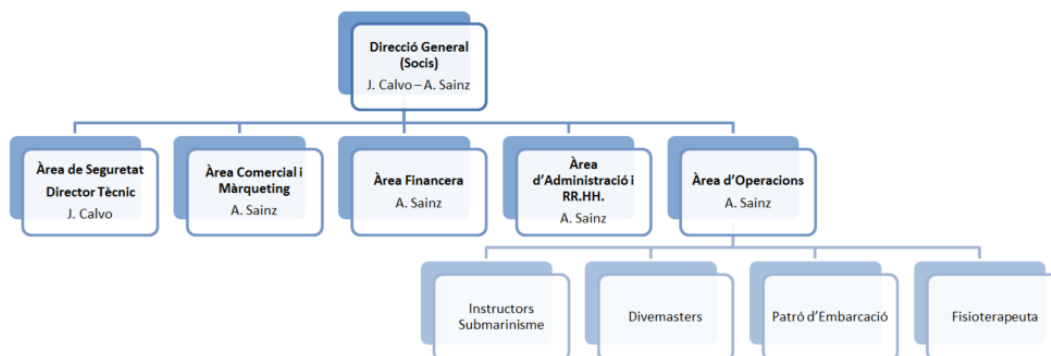 Direcció General
(Socis)
J. Calvo – A. Sainz
Àrea de Seguretat
Director Tècnic
J. Calvo
Àrea Comercial i
Màrqueting
A. Sainz
Àrea Financera
A. Sainz
Àrea
d'Administració i
RR.HH.
A. Sainz
Àrea d'Operacions
A. Sainz
Instructors
Submarinisme
Divemasters
Patró d'Embarcació
Fisioterapeuta